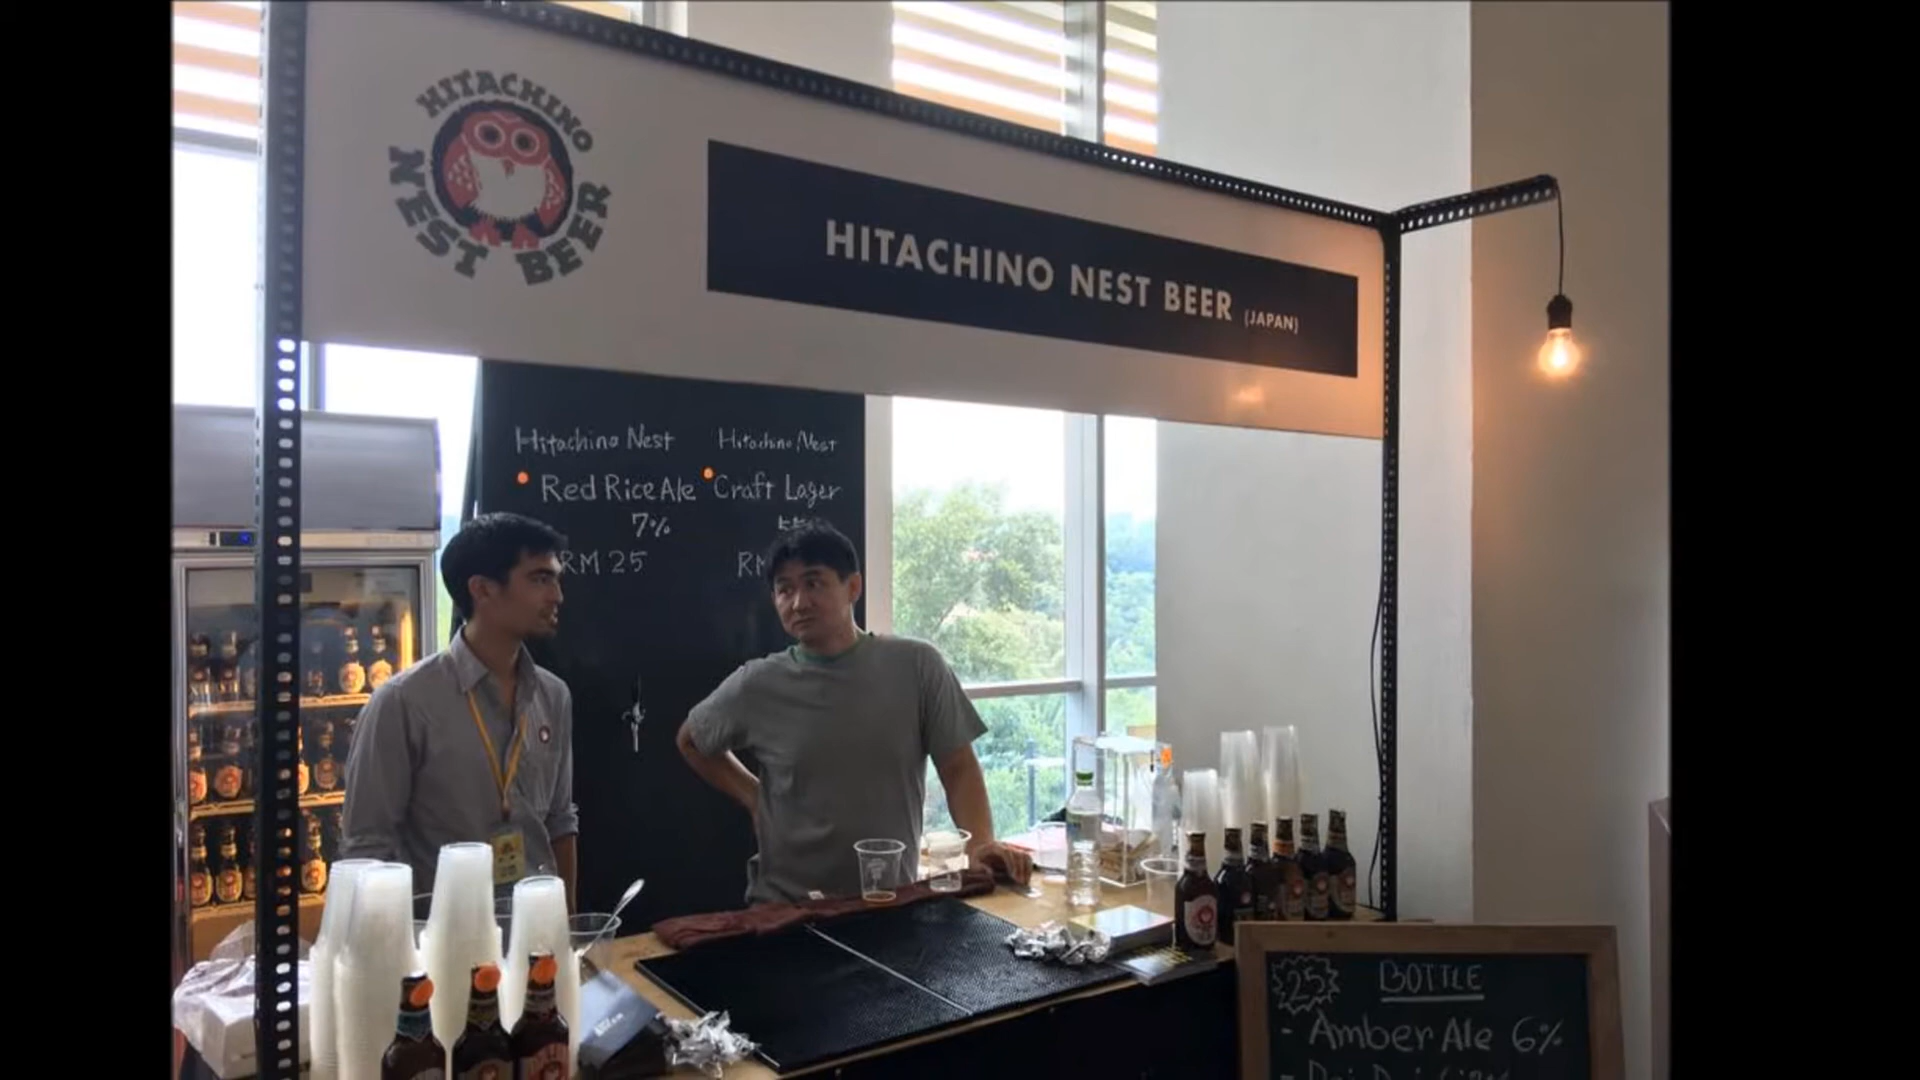 HITACHINO
NEST BEER
HITACHINO NEST BEER (JAPAN)
Hitachino Nest
Red Rice Ale
7%
RM 25
Hitachino Nest
Craft Lager
RM
$25
BOTTLE
- Amber Ale 6%